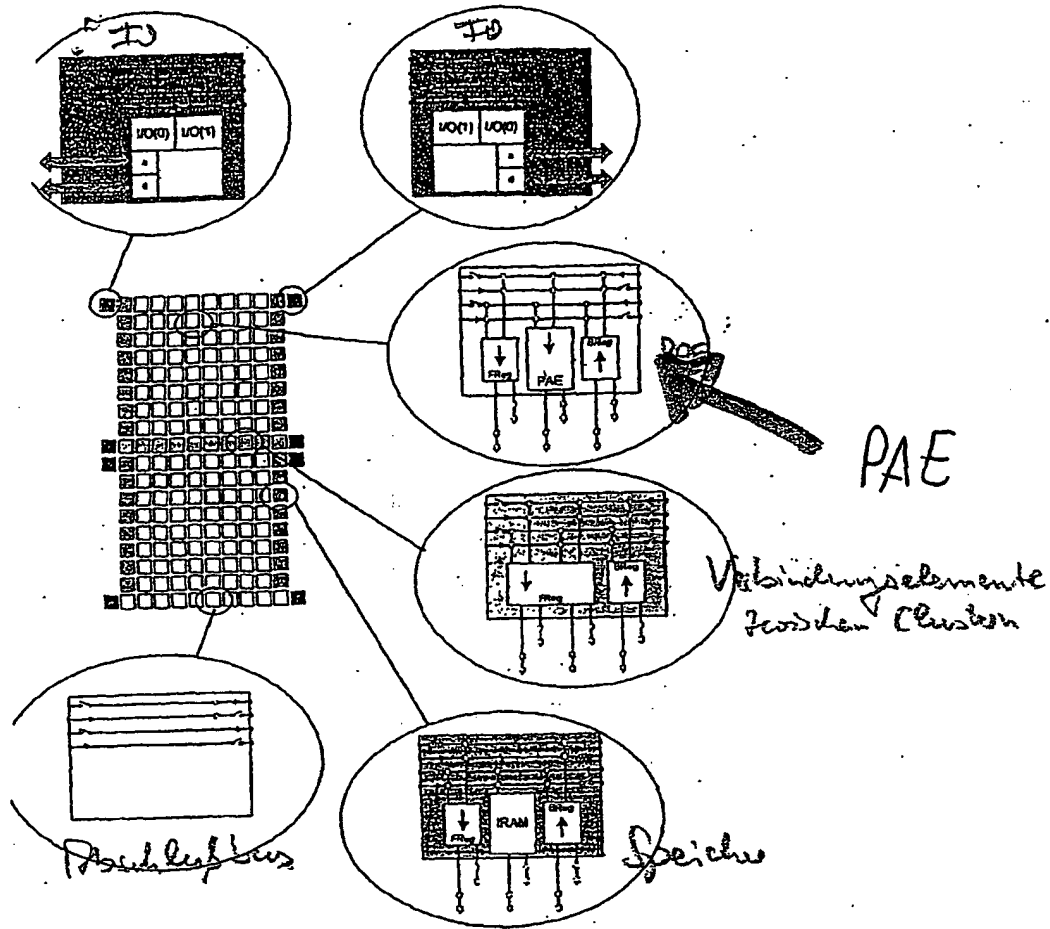 IO
IO
I/O(0) I/O(1)
a
d
I/O(1) I/O(0)
a
d
FReg
PAE
BReg
PAE
FReg
BReg
Verbindungselemente
zwischen Clustern
FReg
IRAM
BReg
Abschlußbus
Speicher